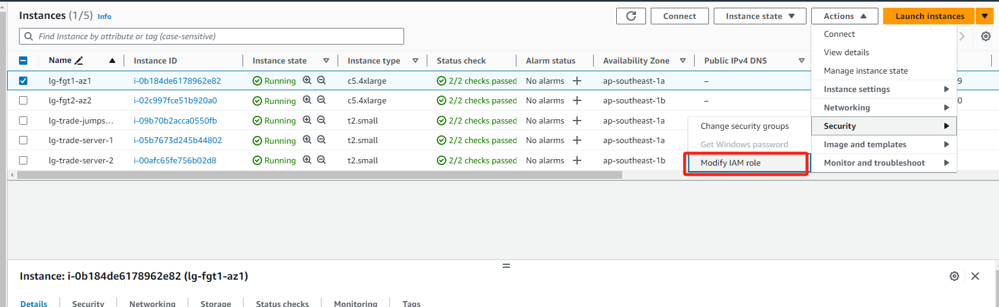 Instances (1/5) Info Connect Instance state Actions Launch instances
Find Instance by attribute or tag (case-sensitive) Connect
View details
Name Instance ID Instance state Instance type Status check Alarm status Availability Zone Public IPv4 DNS
Manage instance state
lg-fgt1-az1 i-0b184de6178962e82 Running c5.4xlarge 2/2 checks passed No alarms ap-southeast-1a – 9
Instance settings
lg-fgt2-az2 i-02c997fce51b920a0 Running c5.4xlarge 2/2 checks passed No alarms ap-southeast-1b – 0
Networking
lg-trade-jumps... i-09b70b2acca0550fb Running t2.small 2/2 checks passed No alarms ap-southeast-1a
Change security groups Security
lg-trade-server-1 i-05b7673d245b44802 Running t2.small 2/2 checks passed No alarms ap-southeast-1a
Get Windows password Image and templates
lg-trade-server-2 i-00afc65fe756b02d8 Running t2.small 2/2 checks passed No alarms ap-southeast-1b
Modify IAM role Monitor and troubleshoot
Instance: i-0b184de6178962e82 (lg-fgt1-az1)
Details Security Networking Storage Status checks Monitoring Tags